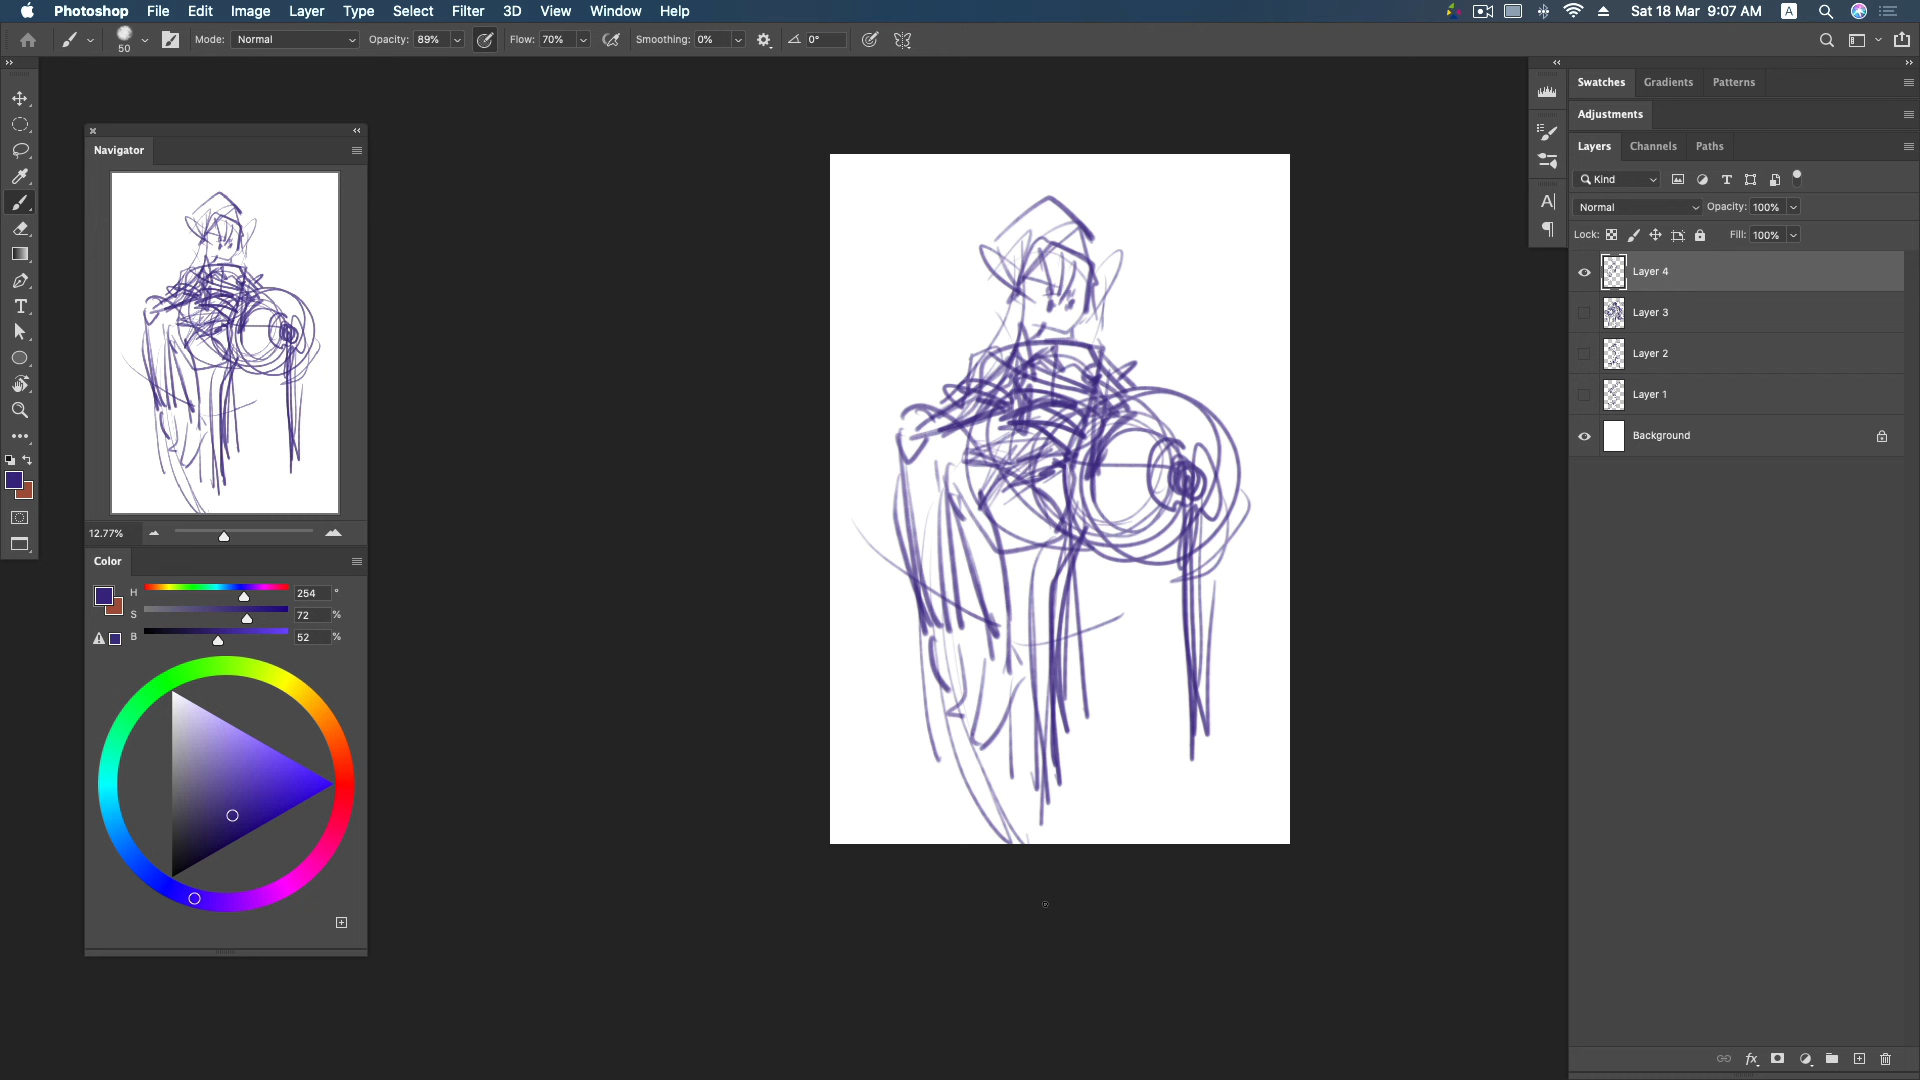 Photoshop File Edit Image Layer Type Select Filter 3D View Window Help
A Sat 18 Mar 9:07 AM
50 Mode: Normal Opacity: 89% Flow: 70% Smoothing: 0% 0°
Navigator
12.77%
Color
H 254 °
S 72 %
B 52 %
Swatches Gradients Patterns
Adjustments
Layers Channels Paths
Kind
Normal Opacity: 100%
Lock: Fill: 100%
Layer 4
Layer 3
Layer 2
Layer 1
Background